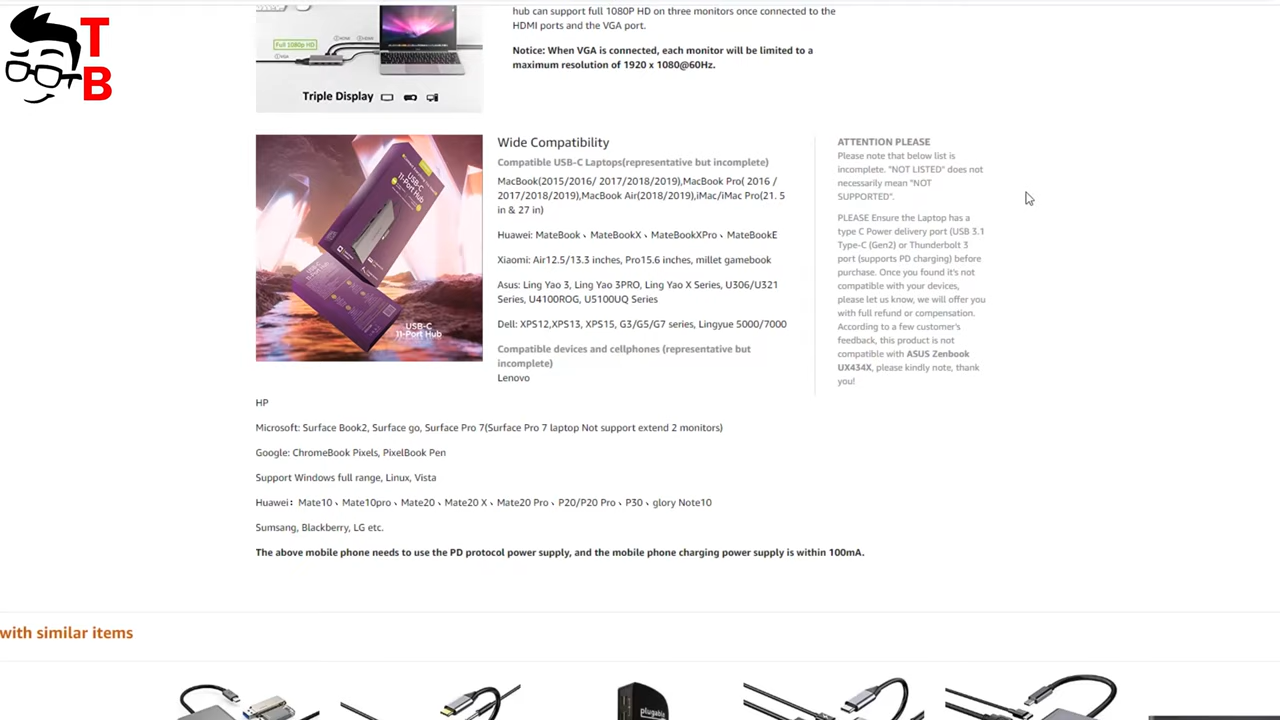 T
B
hub can support full 1080P HD on three monitors once connected to the
HDMI ports and the VGA port.
Notice: When VGA is connected, each monitor will be limited to a
maximum resolution of 1920 x 1080@60Hz.
Full 1080p HD
Triple Display
USB-C
11-Port Hub
USB-C
11-Port Hub
Wide Compatibility
Compatible USB-C Laptops(representative but incomplete)
MacBook(2015/2016/ 2017/2018/2019),MacBook Pro( 2016 /
2017/2018/2019),MacBook Air(2018/2019),iMac/iMac Pro(21. 5
in & 27 in)
Huawei: MateBook、MateBookX、MateBookXPro、MateBookE
Xiaomi: Air12.5/13.3 inches, Pro15.6 inches, millet gamebook
Asus: Ling Yao 3, Ling Yao 3PRO, Ling Yao X Series, U306/U321
Series, U4100ROG, U5100UQ Series
Dell: XPS12,XPS13, XPS15, G3/G5/G7 series, Lingyue 5000/7000
Compatible devices and cellphones (representative but
incomplete)
Lenovo
HP
Microsoft: Surface Book2, Surface go, Surface Pro 7(Surface Pro 7 laptop Not support extend 2 monitors)
Google: ChromeBook Pixels, PixelBook Pen
Support Windows full range, Linux, Vista
Huawei：Mate10、Mate10pro、Mate20、Mate20 X、Mate20 Pro、P20/P20 Pro、P30、glory Note10
Sumsang, Blackberry, LG etc.
The above mobile phone needs to use the PD protocol power supply, and the mobile phone charging power supply is within 100mA.
ATTENTION PLEASE
Please note that below list is
incomplete. "NOT LISTED" does not
necessarily mean "NOT
SUPPORTED".
PLEASE Ensure the Laptop has a
type C Power delivery port (USB 3.1
Type-C (Gen2) or Thunderbolt 3
port (supports PD charging) before
purchase. Once you found it's not
compatible with your devices,
please let us know, we will offer you
with full refund or compensation.
According to a few customer's
feedback, this product is not
compatible with ASUS Zenbook
UX434X, please kindly note, thank
you!
with similar items
plugable